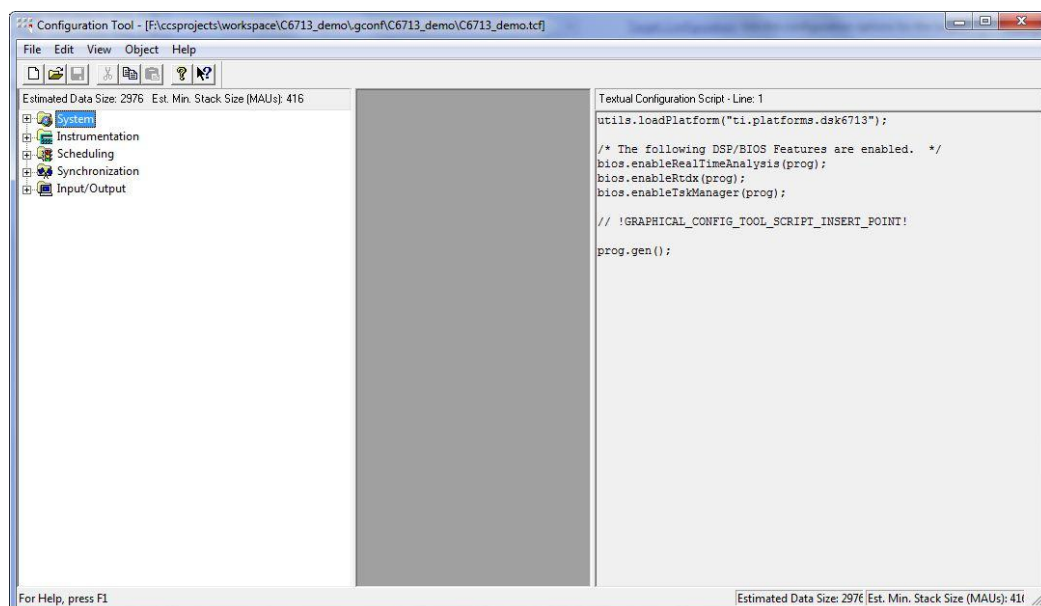 Configuration Tool - [F:\ccsprojects\workspace\C6713_demo\.gconf\C6713_demo\C6713_demo.tcf]
File Edit View Object Help
Estimated Data Size: 2976 Est. Min. Stack Size (MAUs): 416
System
Instrumentation
Scheduling
Synchronization
Input/Output
Textual Configuration Script - Line: 1
utils.loadPlatform("ti.platforms.dsk6713");
/* The following DSP/BIOS Features are enabled. */
bios.enableRealTimeAnalysis(prog);
bios.enableRtdx(prog);
bios.enableTskManager(prog);
// !GRAPHICAL_CONFIG_TOOL_SCRIPT_INSERT_POINT!
prog.gen();
For Help, press F1
Estimated Data Size: 2976 Est. Min. Stack Size (MAUs): 416